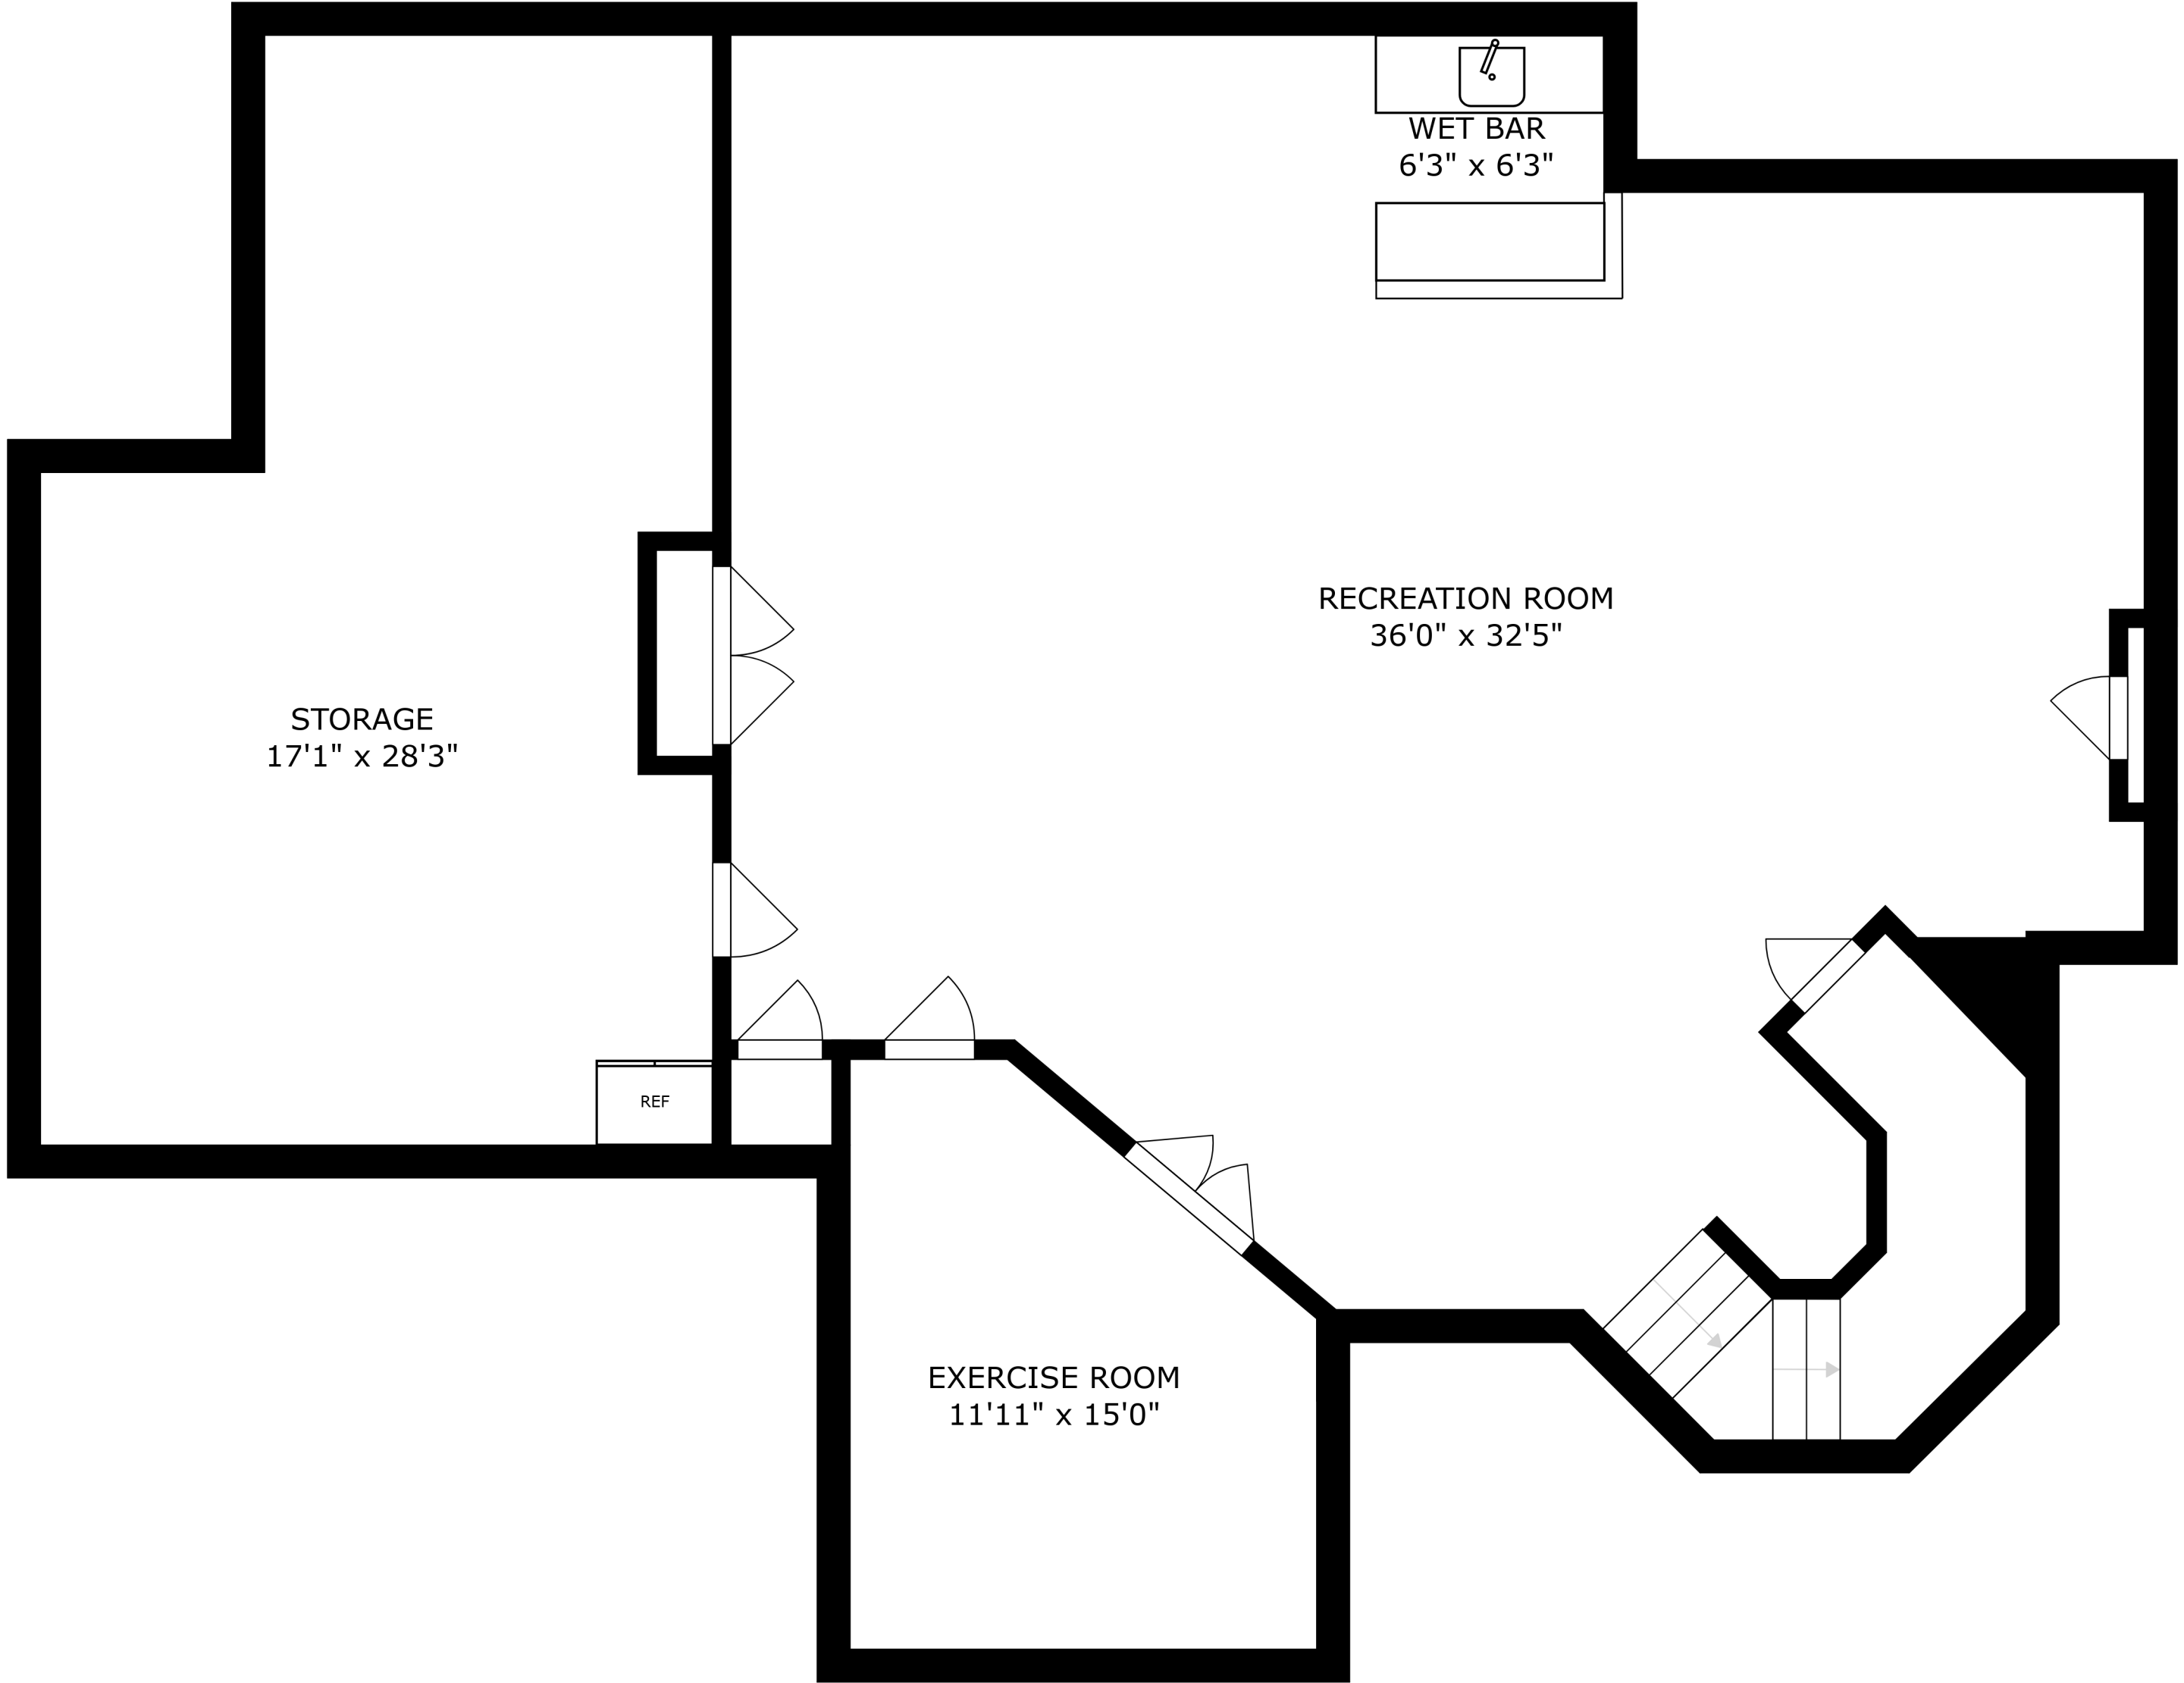 WET BAR
6'3" x 6'3"
RECREATION ROOM
36'0" x 32'5"
STORAGE
17'1" x 28'3"
REF
EXERCISE ROOM
11'11" x 15'0"